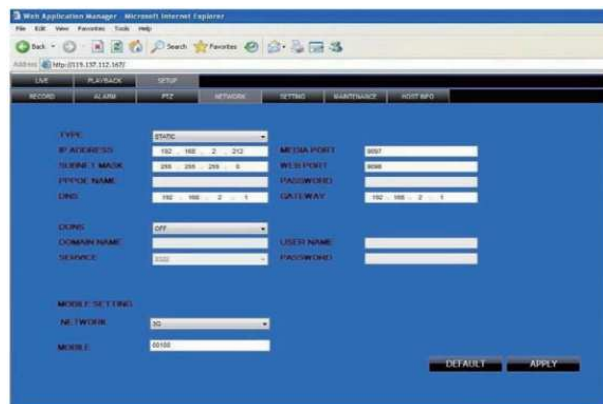 Web Application Manager - Microsoft Internet Explorer
File Edit View Favorites Tools Help
Back Search Favorites
Address http://119.137.112.167/
LIVE PLAYBACK SETUP
RECORD ALARM PTZ NETWORK SETTING MAINTENANCE HOST INFO
TYPE STATIC
IP ADDRESS 192 . 168 . 2 . 212 MEDIA PORT
SUBNET MASK 255 . 255 . 255 . 0 WEB PORT
PPPOE NAME PASSWORD
DNS 192 . 168 . 2 . 1 GATEWAY 192 . 168 . 2 . 1
DDNS OFF
DOMAIN NAME USER NAME
SERVICE PASSWORD
MOBILE SETTING
NETWORK 3G
MOBILE
DEFAULT APPLY